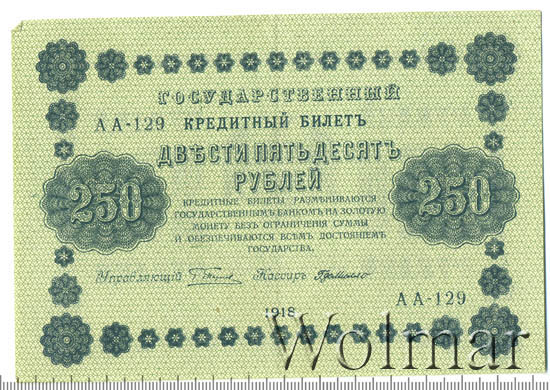 ГОСУДАРСТВЕННЫЙ
АА-129 КРЕДИТНЫЙ БИЛЕТЪ
ДВѢСТИ ПЯТЬДЕСЯТЪ
РУБЛЕЙ
250
250
КРЕДИТНЫЕ БИЛЕТЫ РАЗМѢНИВАЮТСЯ
ГОСУДАРСТВЕННЫМЪ БАНКОМЪ НА ЗОЛОТУЮ
МОНЕТУ БЕЗЪ ОГРАНИЧЕНІЯ СУММЫ
И ОБЕЗПЕЧИВАЮТСЯ ВСѢМЪ ДОСТОЯНІЕМЪ
ГОСУДАРСТВА.
Управляющій Кассиръ
АА-129
1918
Wolmar